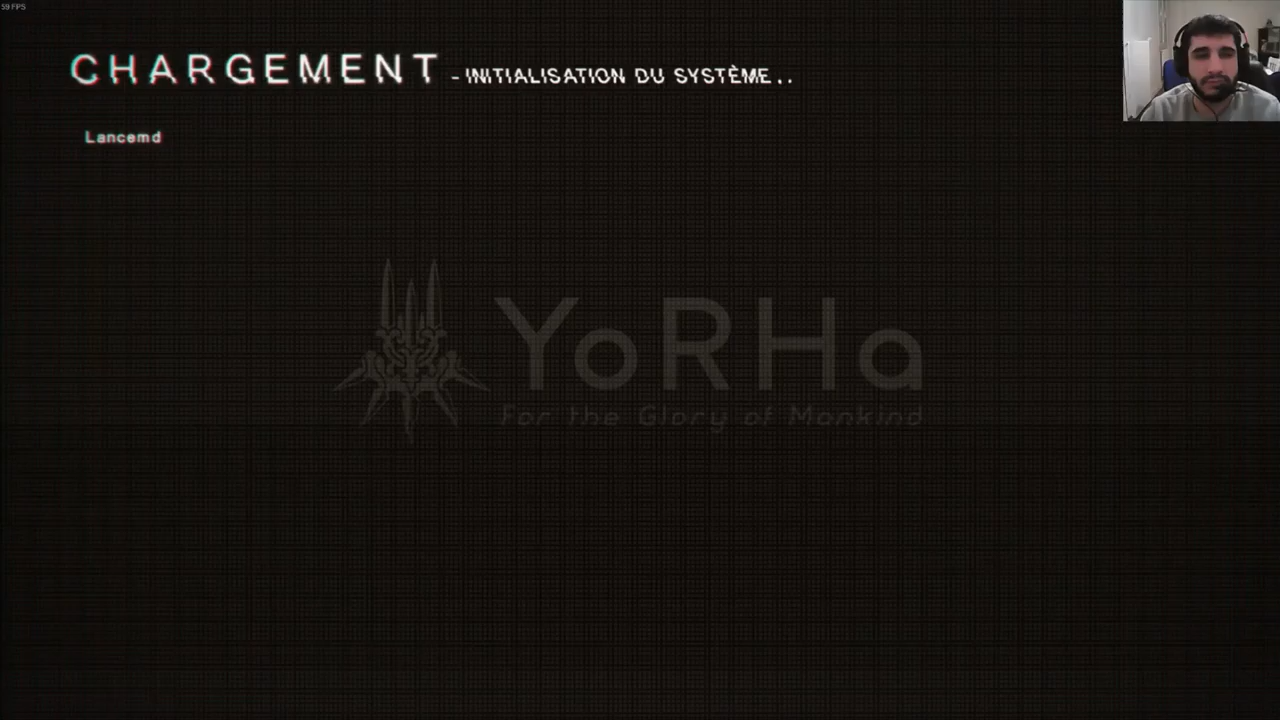 59 FPS
CHARGEMENT - INITIALISATION DU SYSTÈME..
Lancemd
YoRHa
For the Glory of Mankind